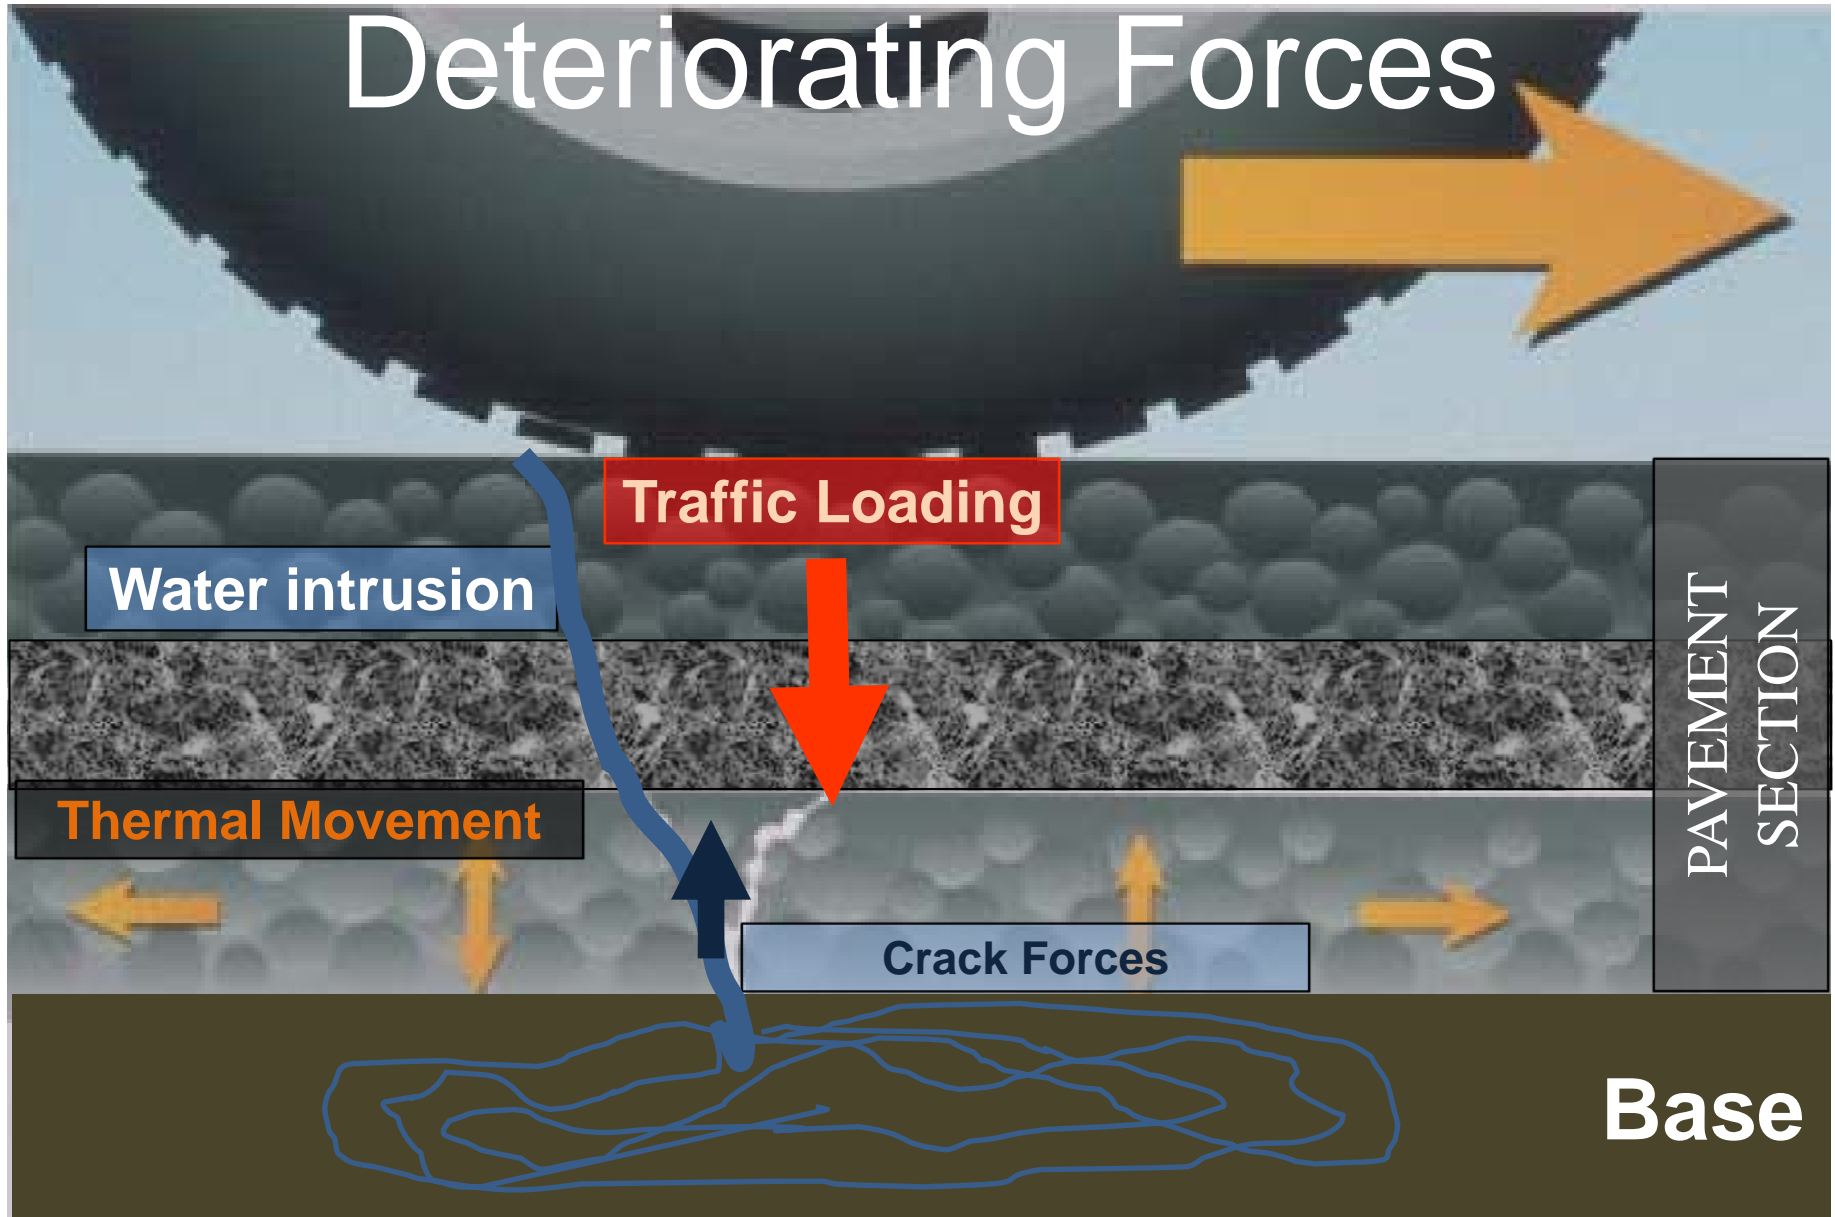 Deteriorating Forces
Traffic Loading
Water intrusion
PAVEMENT
SECTION
Thermal Movement
Crack Forces
Base